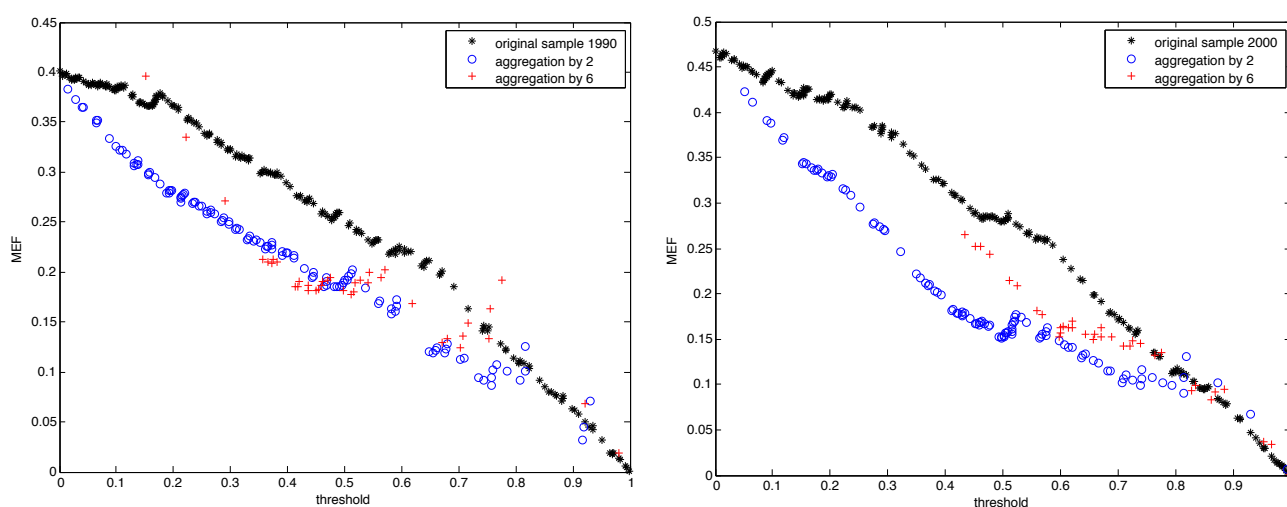 0.45
0.4
0.35
0.3
0.25
0.2
0.15
0.1
0.05
0
MEF
0 0.1 0.2 0.3 0.4 0.5 0.6 0.7 0.8 0.9 1
threshold
original sample 1990
aggregation by 2
aggregation by 6
0.5
0.45
0.4
0.35
0.3
0.25
0.2
0.15
0.1
0.05
0
MEF
0 0.1 0.2 0.3 0.4 0.5 0.6 0.7 0.8 0.9
threshold
original sample 2000
aggregation by 2
aggregation by 6